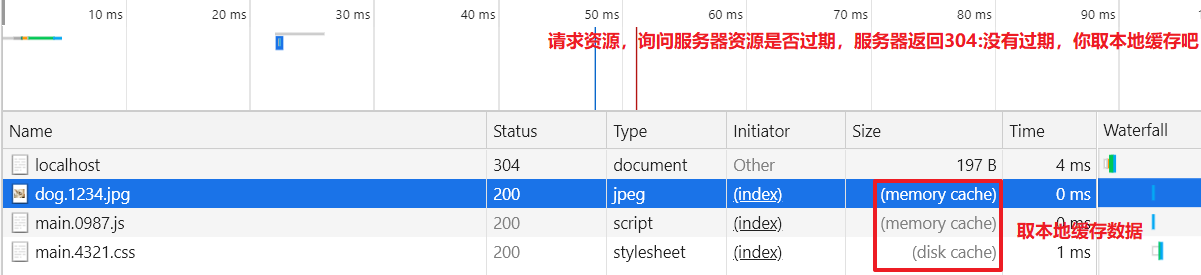 10 ms 20 ms 30 ms 40 ms 50 ms 60 ms 70 ms 80 ms 90 ms
请求资源，询问服务器资源是否过期，服务器返回304:没有过期，你取本地缓存吧
Name Status Type Initiator Size Time Waterfall
localhost 304 document Other 197 B 4 ms
dog.1234.jpg 200 jpeg (index) (memory cache) 0 ms
main.0987.js 200 script (index) (memory cache) 0 ms
取本地缓存数据
main.4321.css 200 stylesheet (index) (disk cache) 1 ms